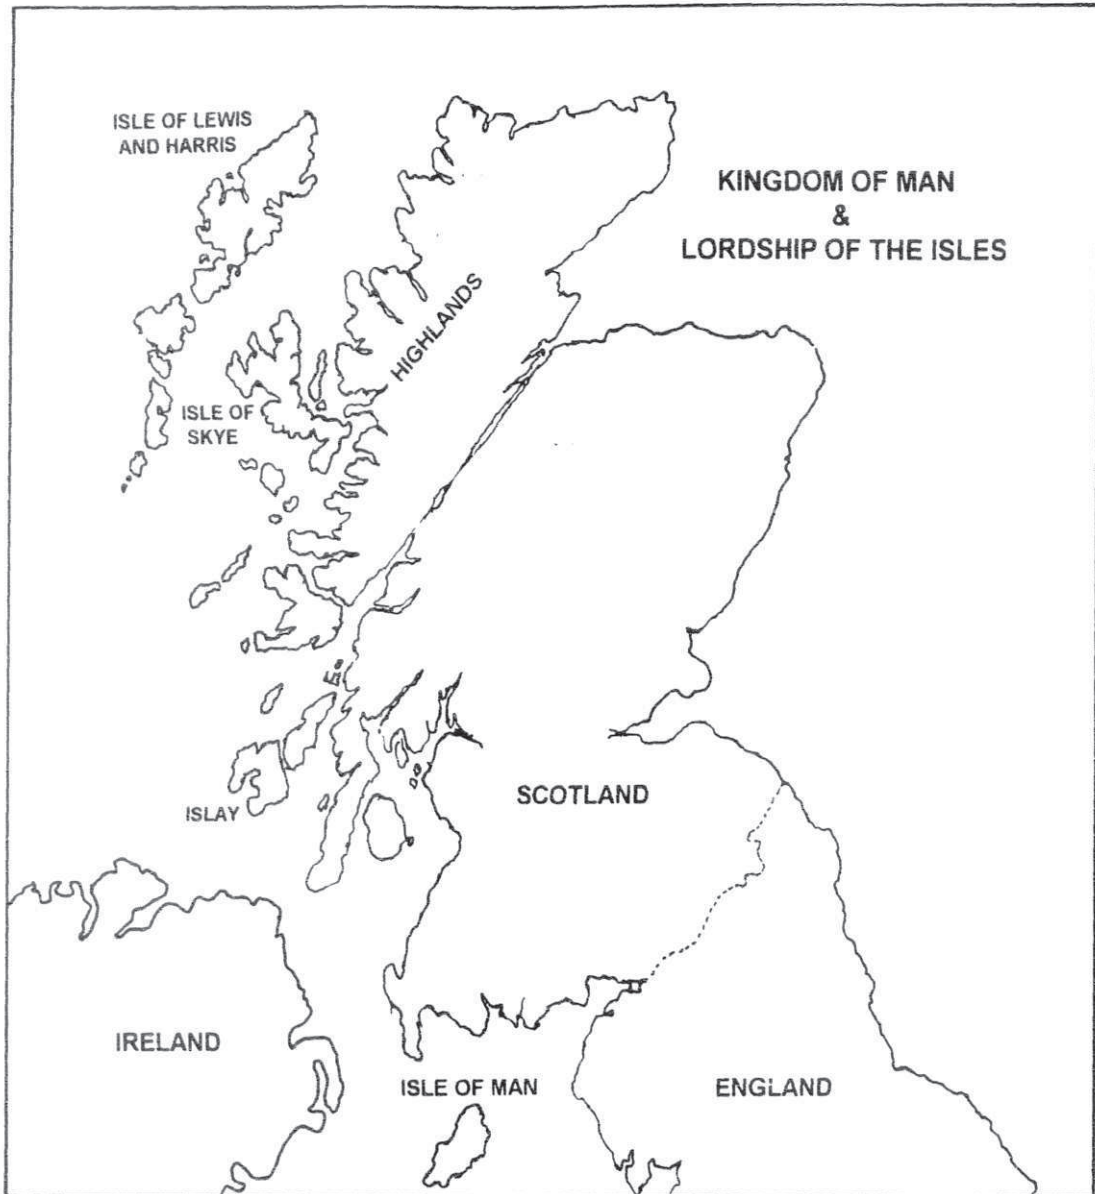 ISLE OF LEWIS
AND HARRIS
KINGDOM OF MAN
&
LORDSHIP OF THE ISLES
HIGHLANDS
ISLE OF
SKYE
SCOTLAND
ISLAY
IRELAND
ISLE OF MAN
ENGLAND